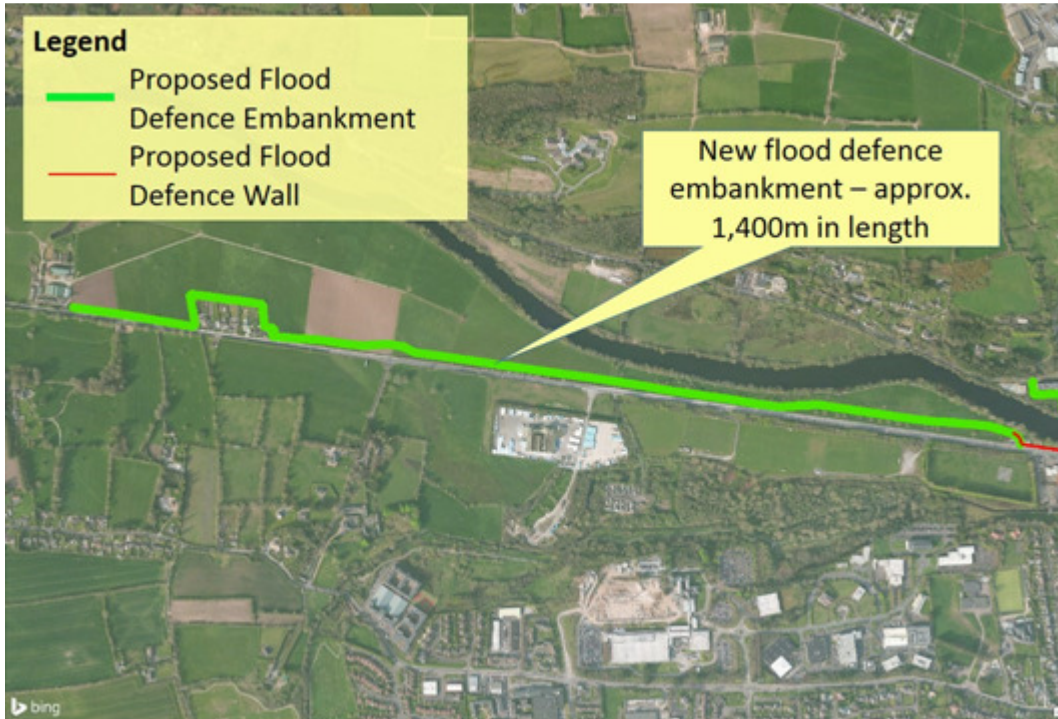 Legend
Proposed Flood
Defence Embankment
Proposed Flood
Defence Wall
New flood defence
embankment – approx.
1,400m in length
bing